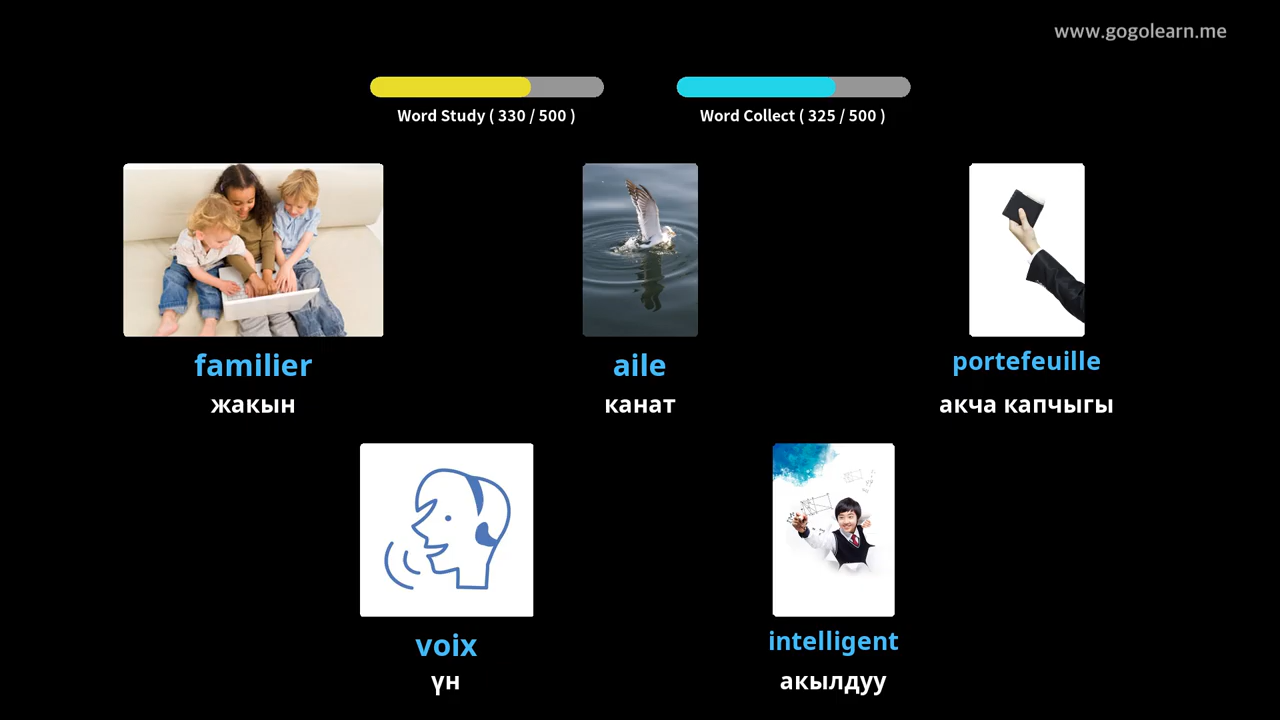 www.gogolearn.me
Word Study ( 330 / 500 )
Word Collect ( 325 / 500 )
familier
жакын
aile
канат
portefeuille
акча капчыгы
voix
үн
intelligent
акылдуу